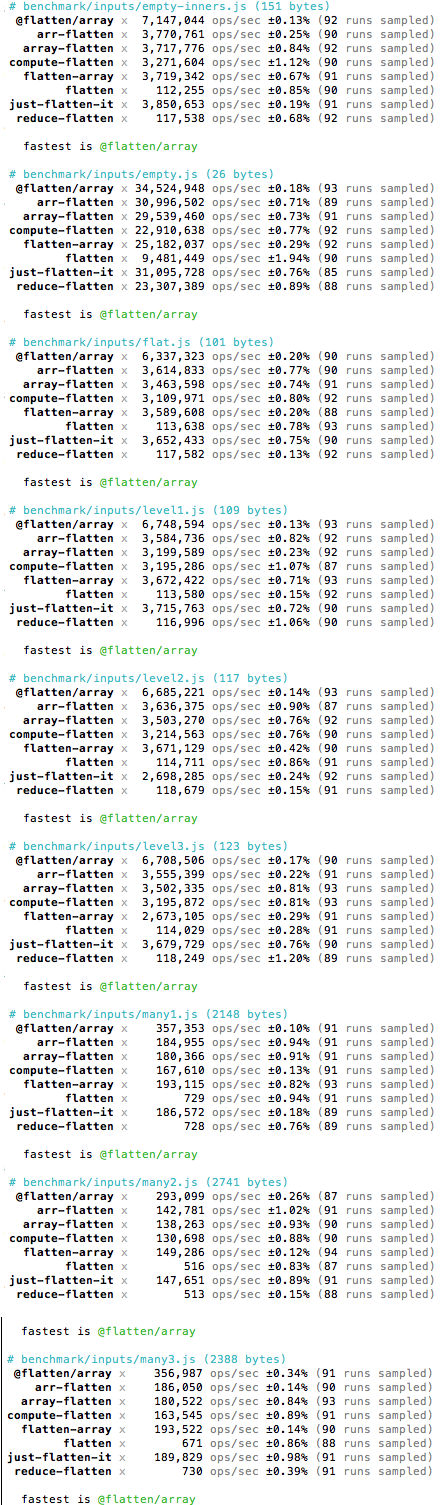 # benchmark/inputs/empty-inners.js (151 bytes)
@flatten/array x 7,147,044 ops/sec ±0.13% (92 runs sampled)
arr-flatten x 3,770,761 ops/sec ±0.25% (90 runs sampled)
array-flatten x 3,717,776 ops/sec ±0.84% (92 runs sampled)
compute-flatten x 3,271,604 ops/sec ±1.12% (90 runs sampled)
flatten-array x 3,719,342 ops/sec ±0.67% (91 runs sampled)
flatten x 112,255 ops/sec ±0.85% (90 runs sampled)
just-flatten-it x 3,850,653 ops/sec ±0.19% (91 runs sampled)
reduce-flatten x 117,538 ops/sec ±0.68% (92 runs sampled)
fastest is @flatten/array
# benchmark/inputs/empty.js (26 bytes)
@flatten/array x 34,524,948 ops/sec ±0.18% (93 runs sampled)
arr-flatten x 30,996,502 ops/sec ±0.71% (89 runs sampled)
array-flatten x 29,539,460 ops/sec ±0.73% (91 runs sampled)
compute-flatten x 22,910,638 ops/sec ±0.77% (92 runs sampled)
flatten-array x 25,182,037 ops/sec ±0.29% (92 runs sampled)
flatten x 9,481,449 ops/sec ±1.94% (90 runs sampled)
just-flatten-it x 31,095,728 ops/sec ±0.76% (85 runs sampled)
reduce-flatten x 23,307,389 ops/sec ±0.89% (88 runs sampled)
fastest is @flatten/array
# benchmark/inputs/flat.js (101 bytes)
@flatten/array x 6,337,323 ops/sec ±0.20% (90 runs sampled)
arr-flatten x 3,614,833 ops/sec ±0.77% (90 runs sampled)
array-flatten x 3,463,598 ops/sec ±0.74% (91 runs sampled)
compute-flatten x 3,109,971 ops/sec ±0.80% (92 runs sampled)
flatten-array x 3,589,608 ops/sec ±0.20% (88 runs sampled)
flatten x 113,638 ops/sec ±0.78% (93 runs sampled)
just-flatten-it x 3,652,433 ops/sec ±0.75% (90 runs sampled)
reduce-flatten x 117,582 ops/sec ±0.13% (92 runs sampled)
fastest is @flatten/array
# benchmark/inputs/level1.js (109 bytes)
@flatten/array x 6,748,594 ops/sec ±0.13% (93 runs sampled)
arr-flatten x 3,584,736 ops/sec ±0.82% (92 runs sampled)
array-flatten x 3,199,589 ops/sec ±0.23% (92 runs sampled)
compute-flatten x 3,195,286 ops/sec ±1.07% (87 runs sampled)
flatten-array x 3,672,422 ops/sec ±0.71% (93 runs sampled)
flatten x 113,580 ops/sec ±0.15% (92 runs sampled)
just-flatten-it x 3,715,763 ops/sec ±0.72% (90 runs sampled)
reduce-flatten x 116,996 ops/sec ±1.06% (90 runs sampled)
fastest is @flatten/array
# benchmark/inputs/level2.js (117 bytes)
@flatten/array x 6,685,221 ops/sec ±0.14% (93 runs sampled)
arr-flatten x 3,636,375 ops/sec ±0.90% (87 runs sampled)
array-flatten x 3,503,270 ops/sec ±0.76% (92 runs sampled)
compute-flatten x 3,214,563 ops/sec ±0.76% (90 runs sampled)
flatten-array x 3,671,129 ops/sec ±0.42% (90 runs sampled)
flatten x 114,711 ops/sec ±0.86% (91 runs sampled)
just-flatten-it x 2,698,285 ops/sec ±0.24% (92 runs sampled)
reduce-flatten x 118,679 ops/sec ±0.15% (91 runs sampled)
fastest is @flatten/array
# benchmark/inputs/level3.js (123 bytes)
@flatten/array x 6,708,506 ops/sec ±0.17% (90 runs sampled)
arr-flatten x 3,555,399 ops/sec ±0.22% (91 runs sampled)
array-flatten x 3,502,335 ops/sec ±0.81% (93 runs sampled)
compute-flatten x 3,195,872 ops/sec ±0.81% (93 runs sampled)
flatten-array x 2,673,105 ops/sec ±0.29% (91 runs sampled)
flatten x 114,029 ops/sec ±0.28% (91 runs sampled)
just-flatten-it x 3,679,729 ops/sec ±0.76% (90 runs sampled)
reduce-flatten x 118,249 ops/sec ±1.20% (89 runs sampled)
fastest is @flatten/array
# benchmark/inputs/many1.js (2148 bytes)
@flatten/array x 357,353 ops/sec ±0.10% (91 runs sampled)
arr-flatten x 184,955 ops/sec ±0.94% (91 runs sampled)
array-flatten x 180,366 ops/sec ±0.91% (91 runs sampled)
compute-flatten x 167,610 ops/sec ±0.13% (91 runs sampled)
flatten-array x 193,115 ops/sec ±0.82% (93 runs sampled)
flatten x 729 ops/sec ±0.94% (91 runs sampled)
just-flatten-it x 186,572 ops/sec ±0.18% (89 runs sampled)
reduce-flatten x 728 ops/sec ±0.76% (89 runs sampled)
fastest is @flatten/array
# benchmark/inputs/many2.js (2741 bytes)
@flatten/array x 293,099 ops/sec ±0.26% (87 runs sampled)
arr-flatten x 142,781 ops/sec ±1.02% (91 runs sampled)
array-flatten x 138,263 ops/sec ±0.93% (90 runs sampled)
compute-flatten x 130,698 ops/sec ±0.88% (90 runs sampled)
flatten-array x 149,286 ops/sec ±0.12% (94 runs sampled)
flatten x 516 ops/sec ±0.83% (87 runs sampled)
just-flatten-it x 147,651 ops/sec ±0.89% (91 runs sampled)
reduce-flatten x 513 ops/sec ±0.15% (88 runs sampled)
fastest is @flatten/array
# benchmark/inputs/many3.js (2388 bytes)
@flatten/array x 356,987 ops/sec ±0.34% (91 runs sampled)
arr-flatten x 186,050 ops/sec ±0.14% (90 runs sampled)
array-flatten x 180,522 ops/sec ±0.84% (93 runs sampled)
compute-flatten x 163,545 ops/sec ±0.89% (91 runs sampled)
flatten-array x 193,522 ops/sec ±0.14% (90 runs sampled)
flatten x 671 ops/sec ±0.86% (88 runs sampled)
just-flatten-it x 189,829 ops/sec ±0.98% (91 runs sampled)
reduce-flatten x 730 ops/sec ±0.39% (91 runs sampled)
fastest is @flatten/array